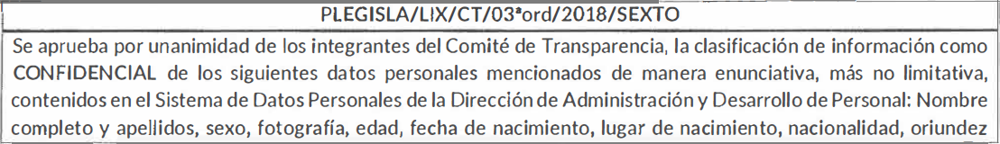 PLEGISLA/LIX/CT/03ªord/2018/SEXTO
Se aprueba por unanimidad de los integrantes del Comité de Transparencia, la clasificación de información como
CONFIDENCIAL de los siguientes datos personales mencionados de manera enunciativa, más no limitativa,
contenidos en el Sistema de Datos Personales de la Dirección de Administración y Desarrollo de Personal: Nombre
completo y apellidos, sexo, fotografía, edad, fecha de nacimiento, lugar de nacimiento, nacionalidad, oriundez